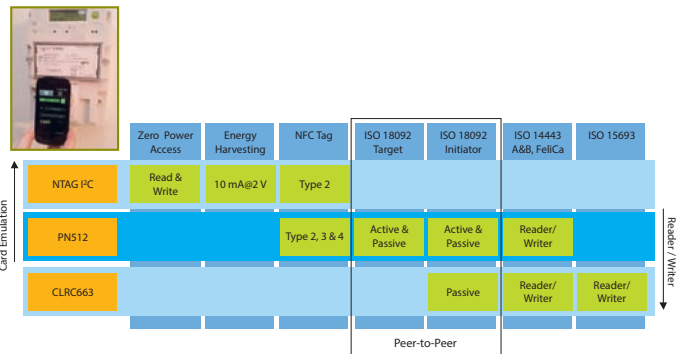 Zero Power
Access
Energy
Harvesting
NFC Tag
ISO 18092
Target
ISO 18092
Initiator
ISO 14443
A&B, FeliCa
ISO 15693
NTAG I²C
Read &
Write
10 mA@2 V
Type 2
PN512
Type 2, 3 & 4
Active &
Passive
Active &
Passive
Reader/
Writer
CLRC663
Passive
Reader/
Writer
Reader/
Writer
Card Emulation
Reader / Writer
Peer-to-Peer